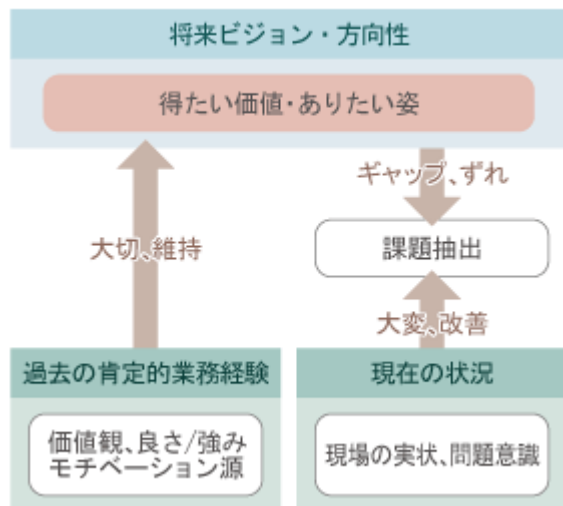 将来ビジョン・方向性
得たい価値・ありたい姿
ギャップ、ずれ
大切、維持
課題抽出
大変、改善
過去の肯定的業務経験
価値観、良さ/強み
モチベーション源
現在の状況
現場の実状、問題意識